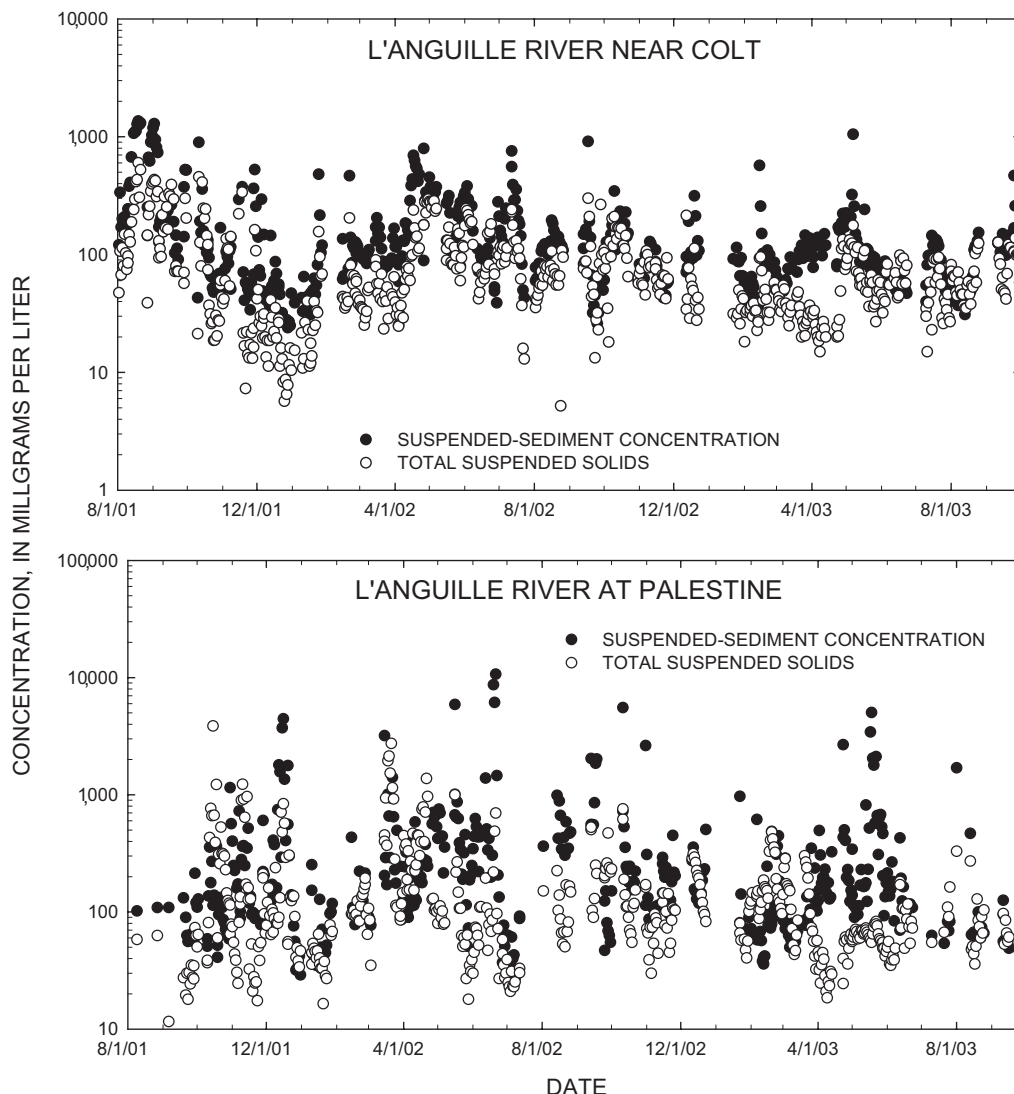 L'ANGUILLE RIVER NEAR COLT
10,000
1000
100
10
1
SUSPENDED-SEDIMENT CONCENTRATION
TOTAL SUSPENDED SOLIDS
8/1/01 12/1/01 4/1/02 8/1/02 12/1/02 4/1/03 8/1/03
CONCENTRATION, IN MILLGRAMS PER LITER
L'ANGUILLE RIVER AT PALESTINE
100,000
SUSPENDED-SEDIMENT CONCENTRATION
TOTAL SUSPENDED SOLIDS
10,000
1000
100
10
8/1/01 12/1/01 4/1/02 8/1/02 12/1/02 4/1/03 8/1/03
DATE